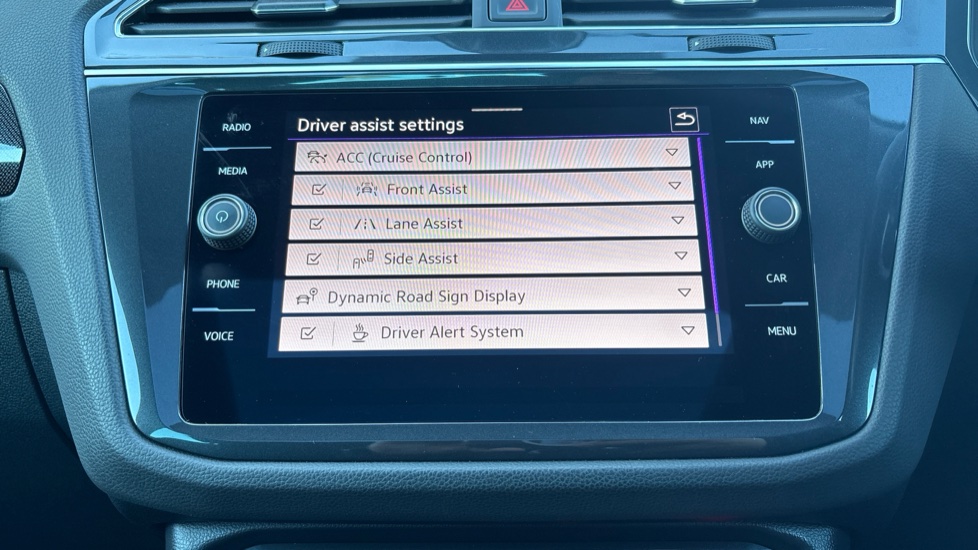 RADIO
MEDIA
PHONE
VOICE
Driver assist settings
ACC (Cruise Control)
Front Assist
Lane Assist
Side Assist
Dynamic Road Sign Display
Driver Alert System
NAV
APP
CAR
MENU